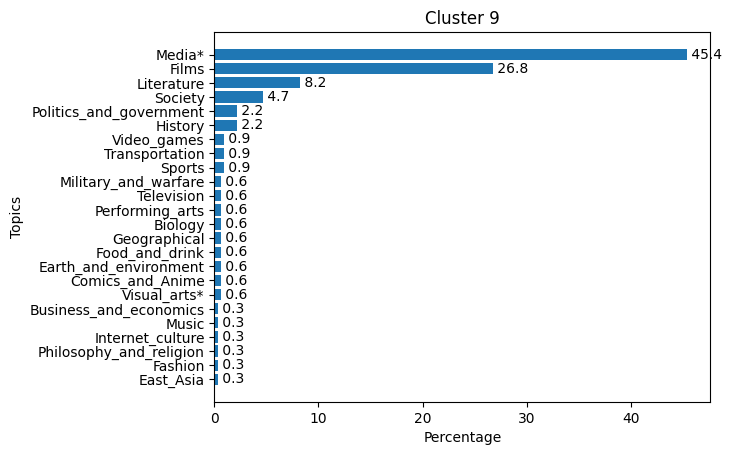 Cluster 9
Media* 45.4
Films 26.8
Literature 8.2
Society 4.7
Politics_and_government 2.2
History 2.2
Video_games 0.9
Transportation 0.9
Sports 0.9
Military_and_warfare 0.6
Television 0.6
Performing_arts 0.6
Biology 0.6
Geographical 0.6
Food_and_drink 0.6
Earth_and_environment 0.6
Comics_and_Anime 0.6
Visual_arts* 0.6
Business_and_economics 0.3
Music 0.3
Internet_culture 0.3
Philosophy_and_religion 0.3
Fashion 0.3
East_Asia 0.3
0 10 20 30 40
Percentage
Topics